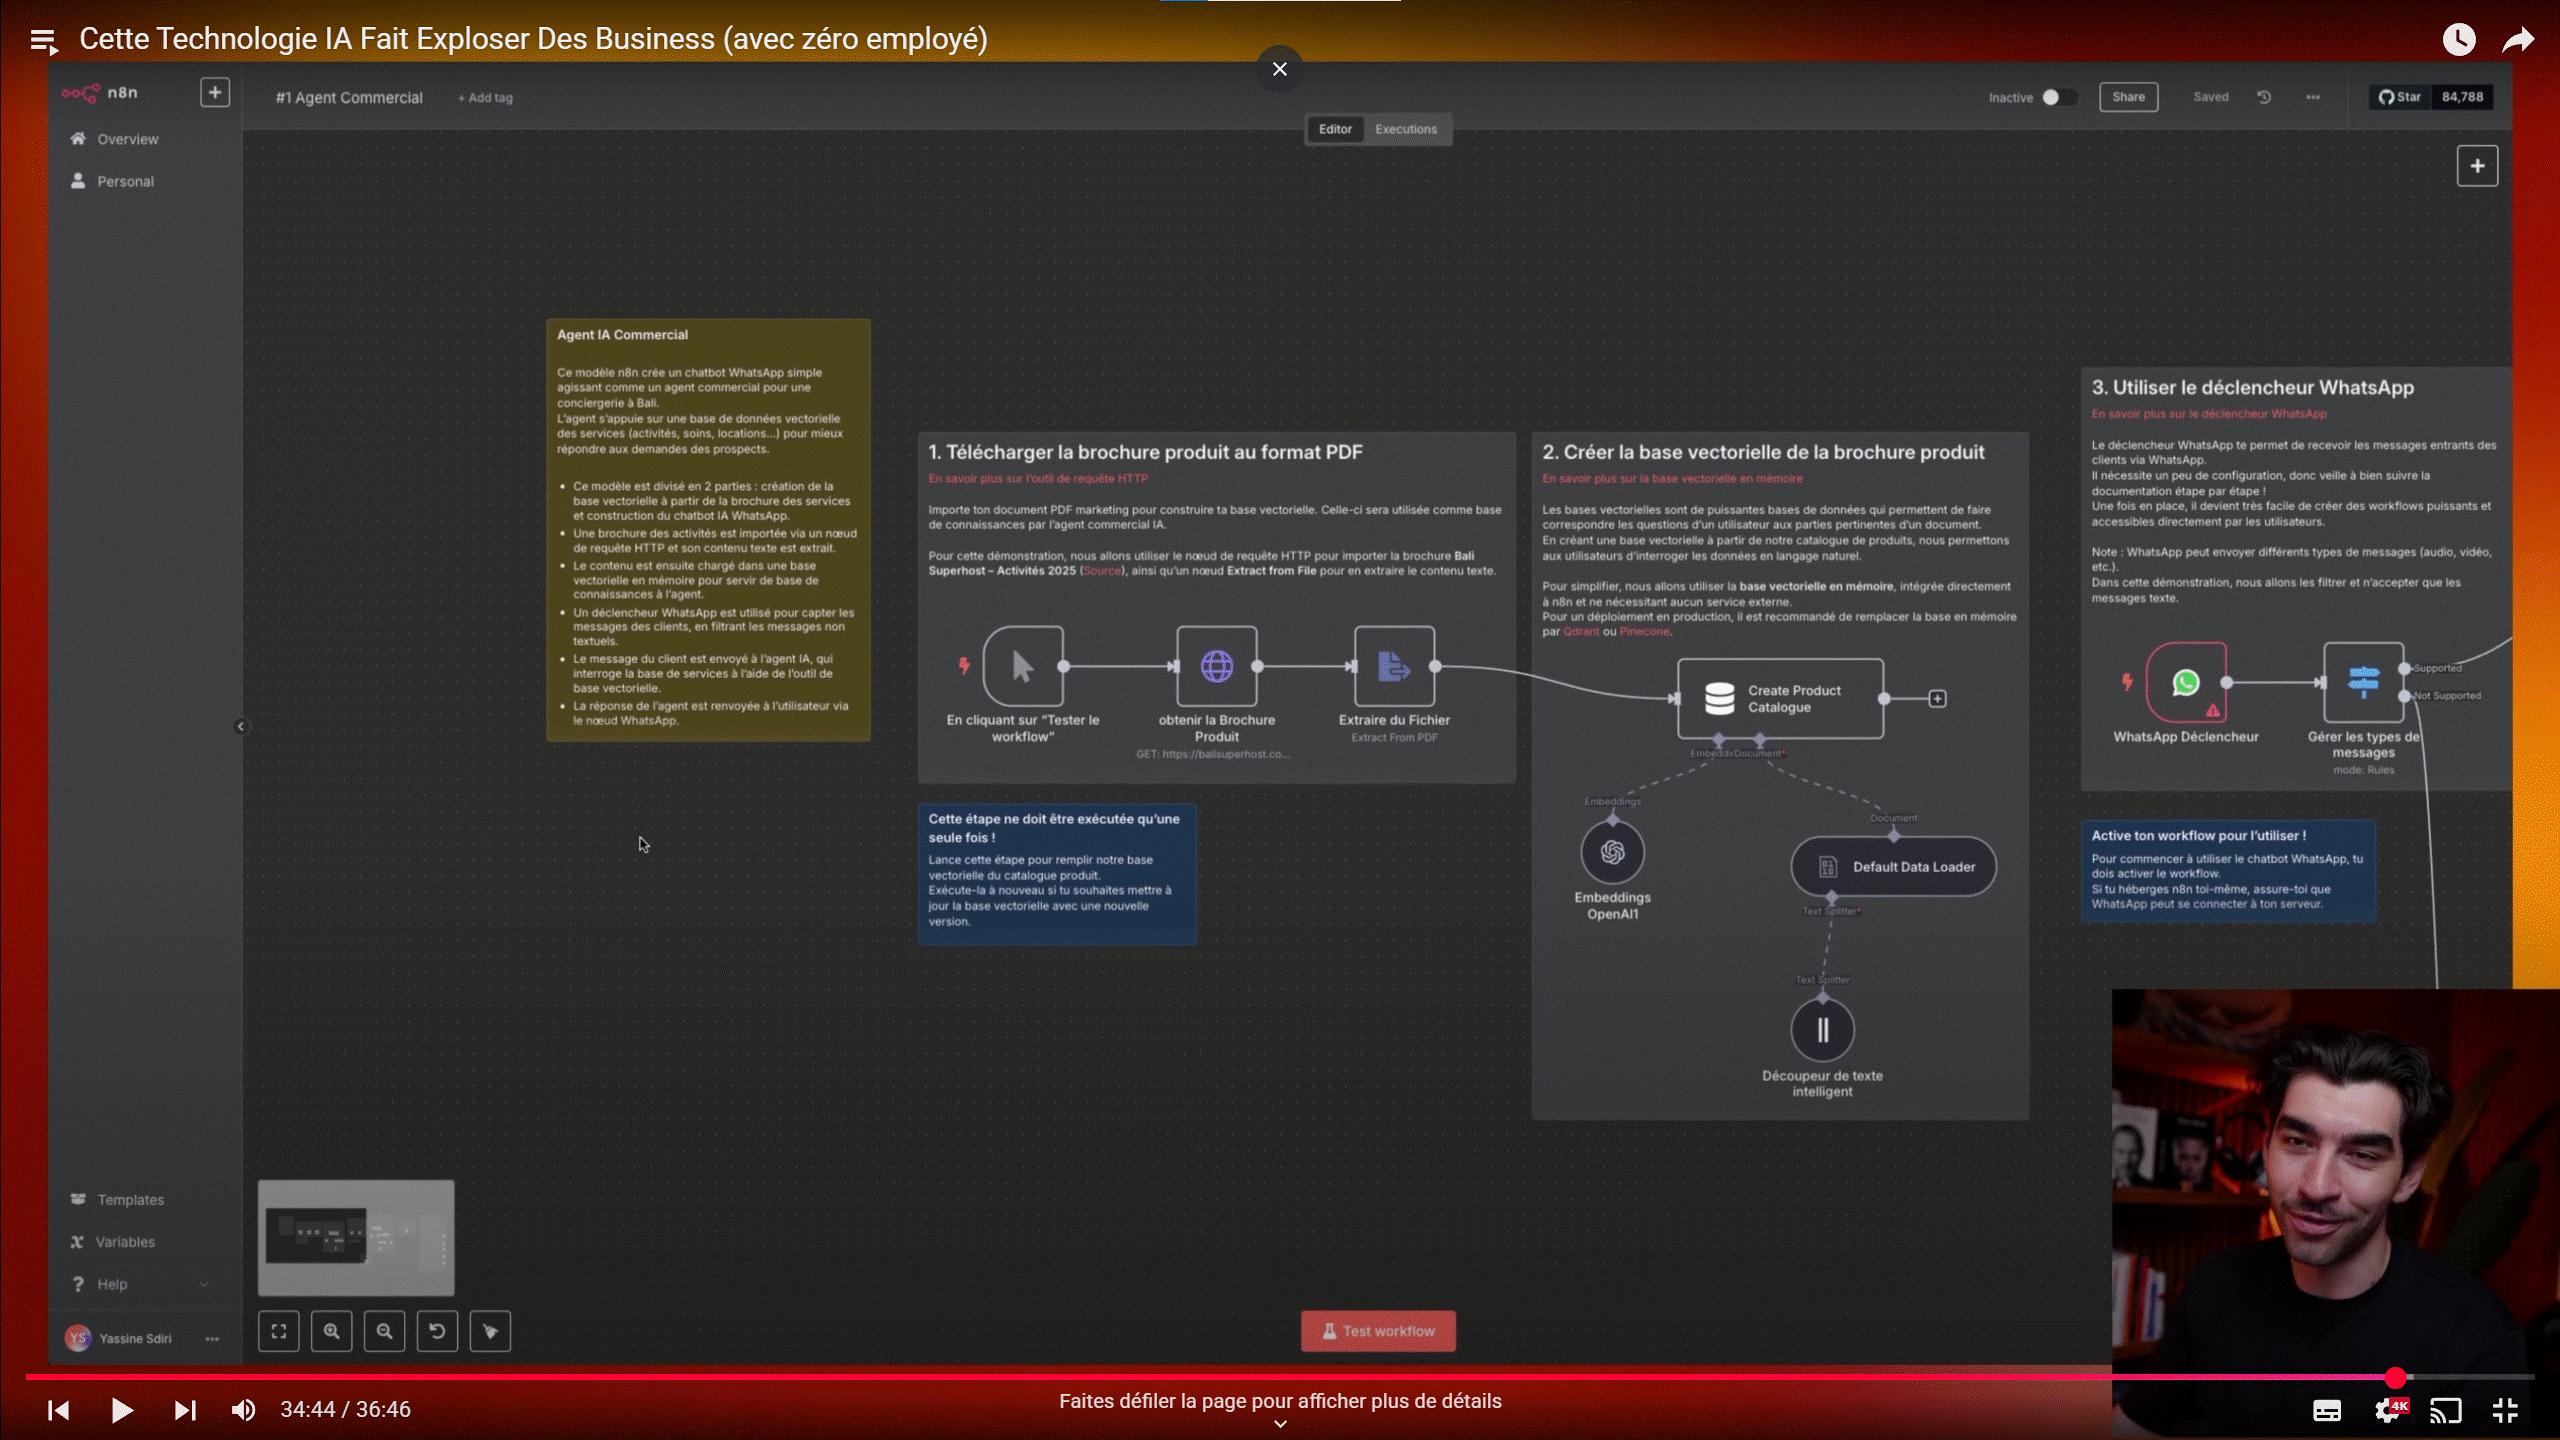 Cette Technologie IA Fait Exploser Des Business (avec zéro employé)
n8n
#1 Agent Commercial
+ Add tag
Inactive
Share
Saved
Star
84,788
Editor
Executions
Overview
Personal
Agent IA Commercial
Ce modèle n8n crée un chatbot WhatsApp simple
agissant comme un agent commercial pour une
conciergerie à Bali.
L'agent s'appuie sur une base de données vectorielle
des services (activités, soins, locations...) pour mieux
répondre aux demandes des prospects.
• Ce modèle est divisé en 2 parties : création de la
base vectorielle à partir de la brochure des services
et construction du chatbot IA WhatsApp.
• Une brochure des activités est importée via un nœud
de requête HTTP et son contenu texte est extrait.
• Le contenu est ensuite chargé dans une base
vectorielle en mémoire pour servir de base de
connaissances à l'agent.
• Un déclencheur WhatsApp est utilisé pour capter les
messages des clients, en filtrant les messages non
textuels.
• Le message du client est envoyé à l'agent IA, qui
interroge la base de services à l'aide de l'outil de
base vectorielle.
• La réponse de l'agent est renvoyée à l'utilisateur via
le nœud WhatsApp.
1. Télécharger la brochure produit au format PDF
En savoir plus sur l'outil de requête HTTP
Importe ton document PDF marketing pour construire ta base vectorielle. Celle-ci sera utilisée comme base
de connaissances par l'agent commercial IA.
Pour cette démonstration, nous allons utiliser le nœud de requête HTTP pour importer la brochure Bali
Superhost – Activités 2025 (Source), ainsi qu'un nœud Extract from File pour en extraire le contenu texte.
En cliquant sur "Tester le
workflow"
obtenir la Brochure
Produit
GET: https://balisuperhost.co...
Extraire du Fichier
Extract From PDF
Cette étape ne doit être exécutée qu'une
seule fois !
Lance cette étape pour remplir notre base
vectorielle du catalogue produit.
Exécute-la à nouveau si tu souhaites mettre à
jour la base vectorielle avec une nouvelle
version.
2. Créer la base vectorielle de la brochure produit
En savoir plus sur la base vectorielle en mémoire
Les bases vectorielles sont de puissantes bases de données qui permettent de faire
correspondre les questions d'un utilisateur aux parties pertinentes d'un document.
En créant une base vectorielle à partir de notre catalogue de produits, nous permettons
aux utilisateurs d'interroger les données en langage naturel.
Pour simplifier, nous allons utiliser la base vectorielle en mémoire, intégrée directement
à n8n et ne nécessitant aucun service externe.
Pour un déploiement en production, il est recommandé de remplacer la base en mémoire
par Qdrant ou Pinecone.
Create Product
Catalogue
Document*
Embeddings
Embeddings
OpenAI1
Document
Default Data Loader
Text Splitter*
Text Splitter
Découpeur de texte
intelligent
3. Utiliser le déclencheur WhatsApp
En savoir plus sur le déclencheur WhatsApp
Le déclencheur WhatsApp te permet de recevoir les messages entrants des
clients via WhatsApp.
Il nécessite un peu de configuration, donc veille à bien suivre la
documentation étape par étape !
Une fois en place, il devient très facile de créer des workflows puissants et
accessibles directement par les utilisateurs.
Note : WhatsApp peut envoyer différents types de messages (audio, vidéo,
etc.).
Dans cette démonstration, nous allons les filtrer et n'accepter que les
messages texte.
Supported
Not Supported
WhatsApp Déclencheur
Gérer les types de
messages
mode: Rules
Active ton workflow pour l'utiliser !
Pour commencer à utiliser le chatbot WhatsApp, tu
dois activer le workflow.
Si tu héberges n8n toi-même, assure-toi que
WhatsApp peut se connecter à ton serveur.
Templates
Variables
Help
YS
Yassine Sdiri
Test workflow
34:44 / 36:46
Faites défiler la page pour afficher plus de détails
4K